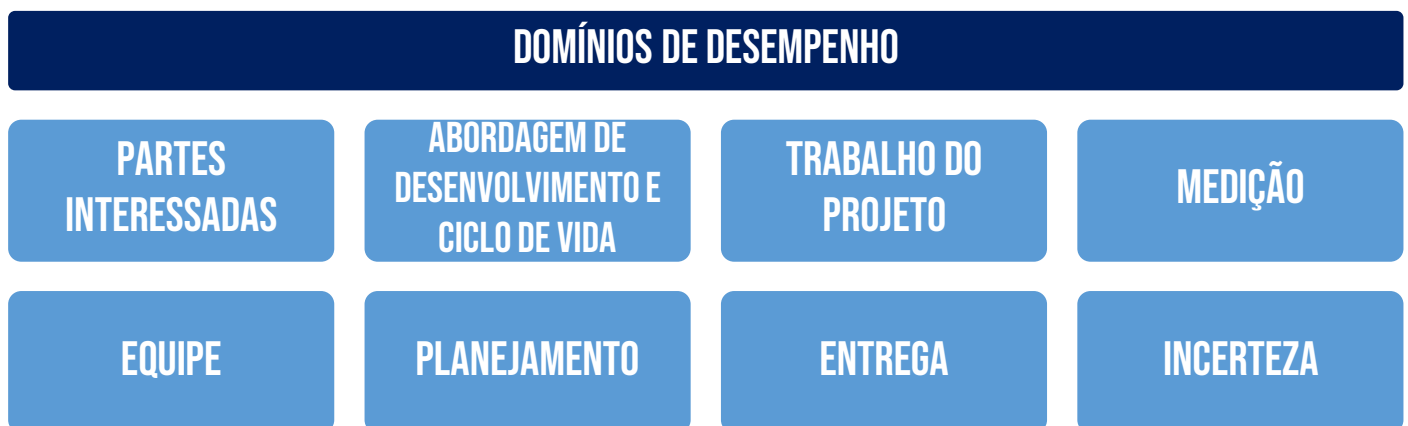 DOMÍNIOS DE DESEMPENHO
PARTES
INTERESSADAS
ABORDAGEM DE
DESENVOLVIMENTO E
CICLO DE VIDA
TRABALHO DO
PROJETO
MEDIÇÃO
EQUIPE
PLANEJAMENTO
ENTREGA
INCERTEZA